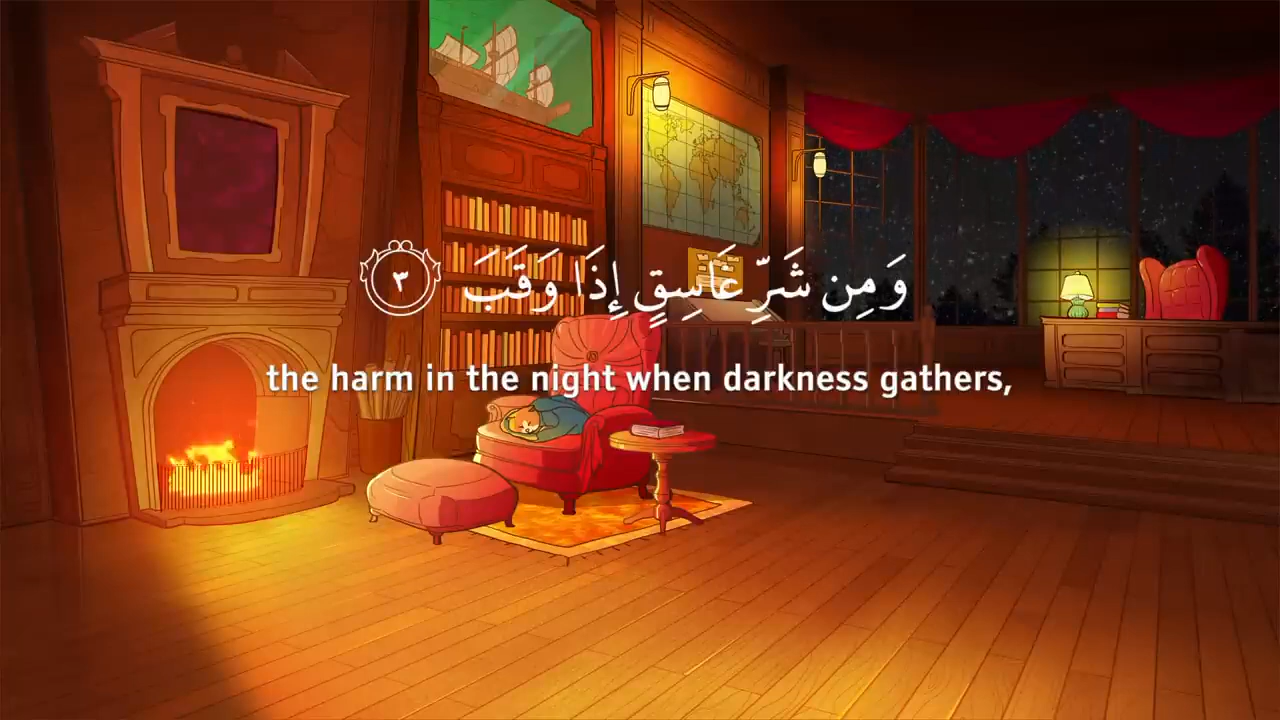 وَمِن شَرِّ غَاسِقٍ إِذَا وَقَبَ ٣
the harm in the night when darkness gathers,